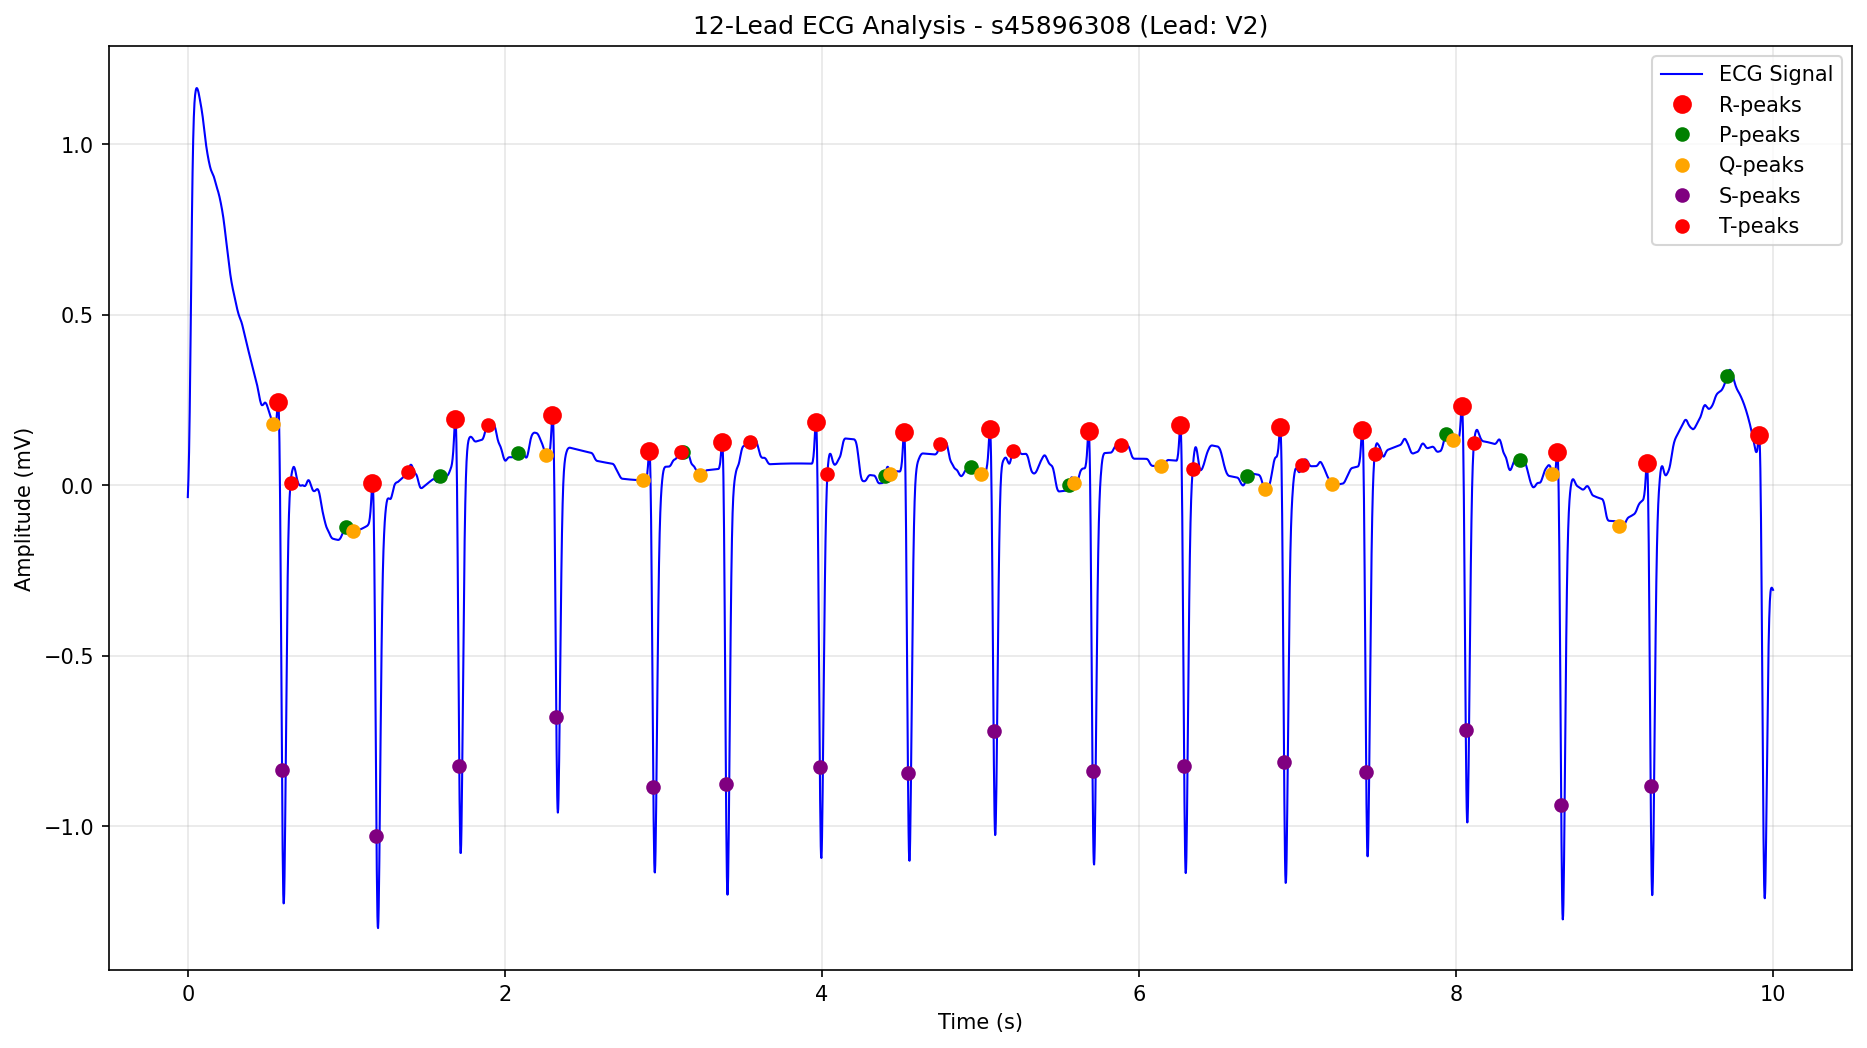 12-Lead ECG Analysis - s45896308 (Lead: V2)
ECG Signal
R-peaks
P-peaks
Q-peaks
S-peaks
T-peaks
Amplitude (mV)
1.0
0.5
0.0
−0.5
−1.0
0
2
4
6
8
10
Time (s)